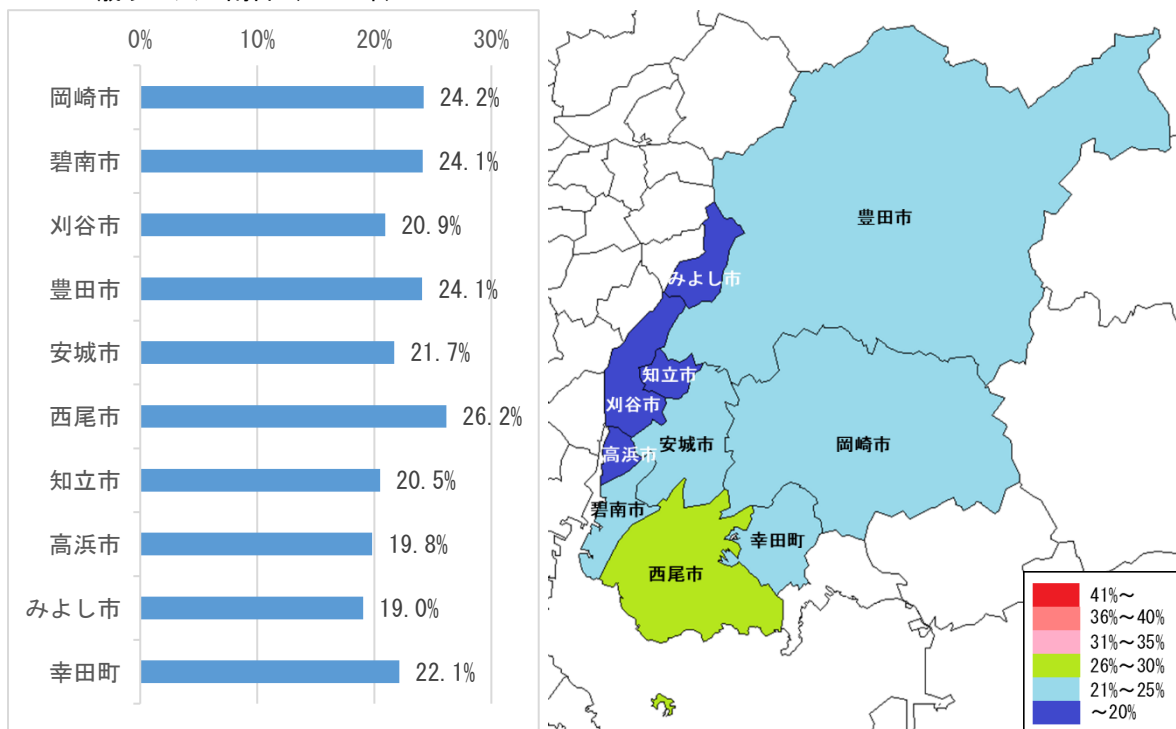 0%
10%
20%
30%
岡崎市
24.2%
碧南市
24.1%
刈谷市
20.9%
豊田市
24.1%
安城市
21.7%
西尾市
26.2%
知立市
20.5%
高浜市
19.8%
みよし市
19.0%
幸田町
22.1%
豊田市
みよし市
知立市
刈谷市
安城市
岡崎市
高浜市
碧南市
幸田町
西尾市
41%～
36%～40%
31%～35%
26%～30%
21%～25%
～20%